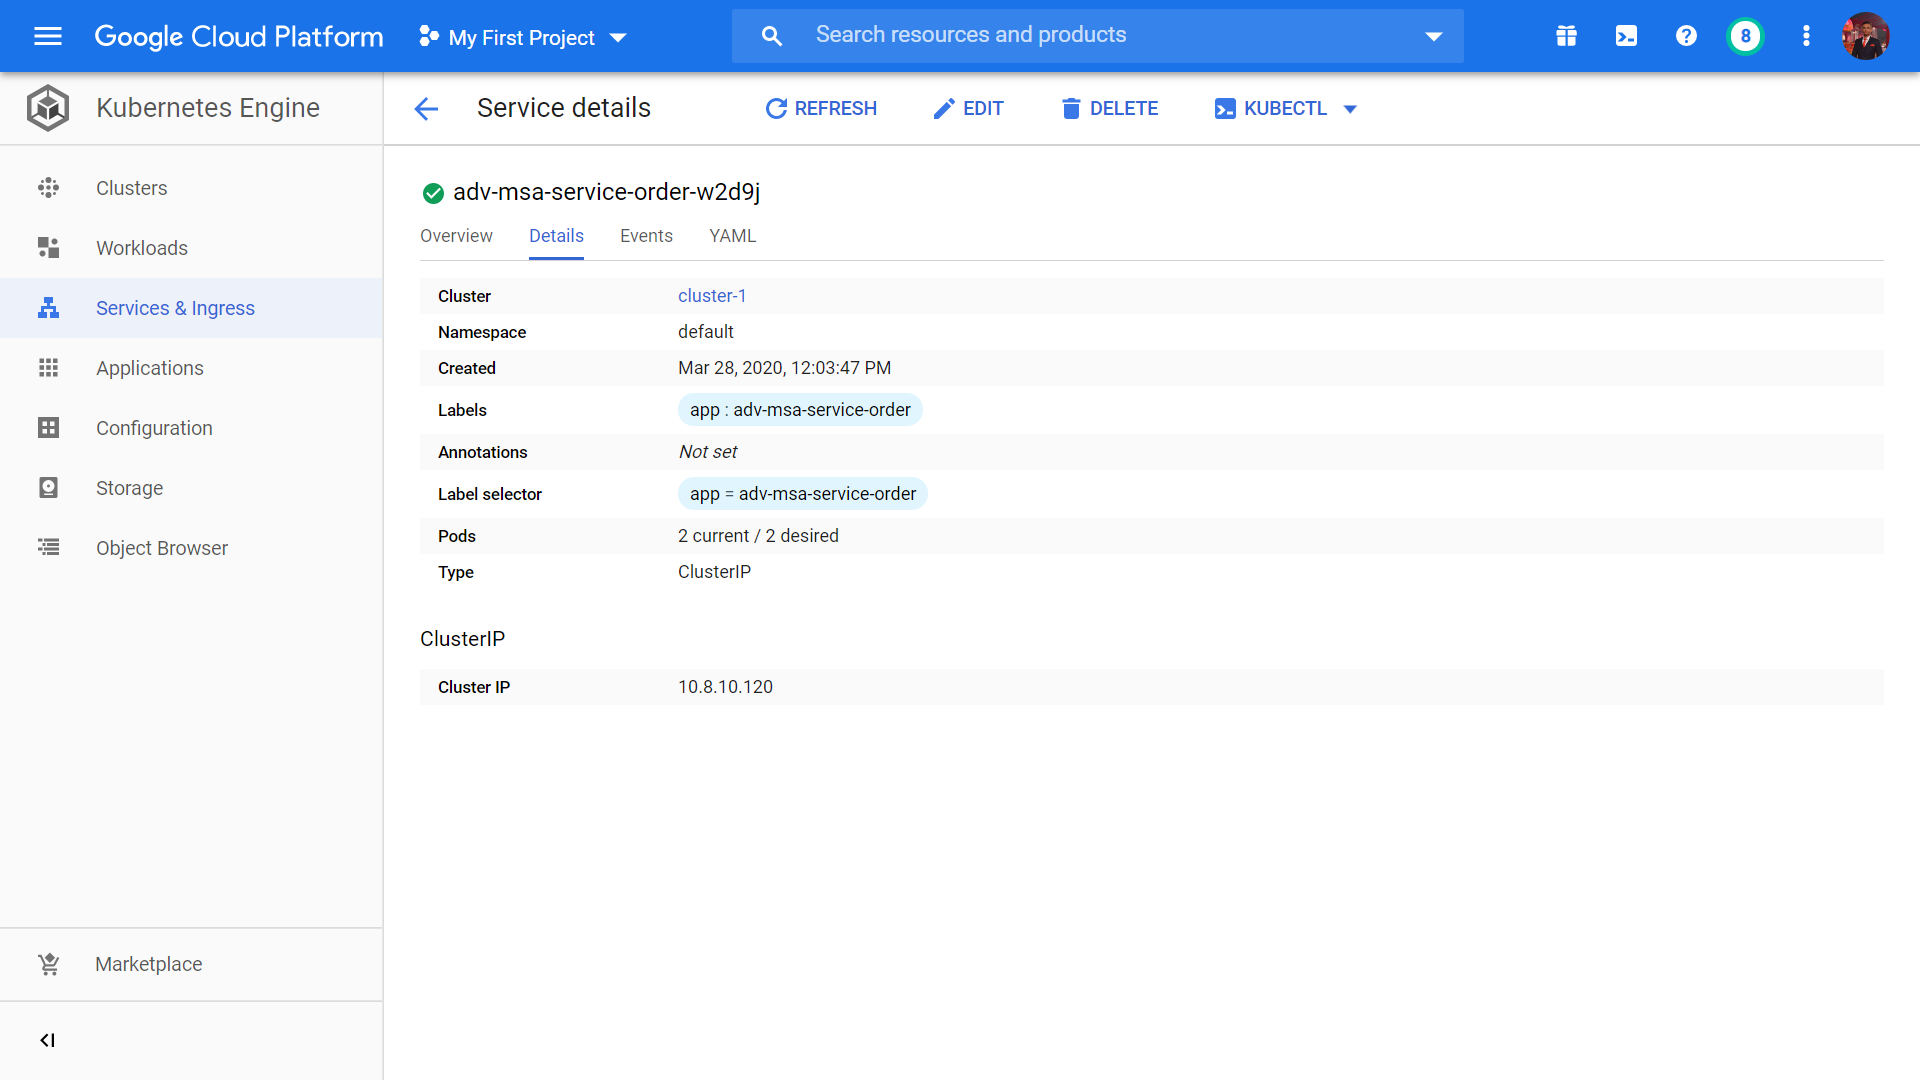 Google Cloud Platform
My First Project
Search resources and products
8
Kubernetes Engine
Service details
REFRESH
EDIT
DELETE
KUBECTL
Clusters
Workloads
Services & Ingress
Applications
Configuration
Storage
Object Browser
Marketplace
adv-msa-service-order-w2d9j
Overview
Details
Events
YAML
Cluster cluster-1
Namespace default
Created Mar 28, 2020, 12:03:47 PM
Labels app : adv-msa-service-order
Annotations Not set
Label selector app = adv-msa-service-order
Pods 2 current / 2 desired
Type ClusterIP
ClusterIP
Cluster IP 10.8.10.120